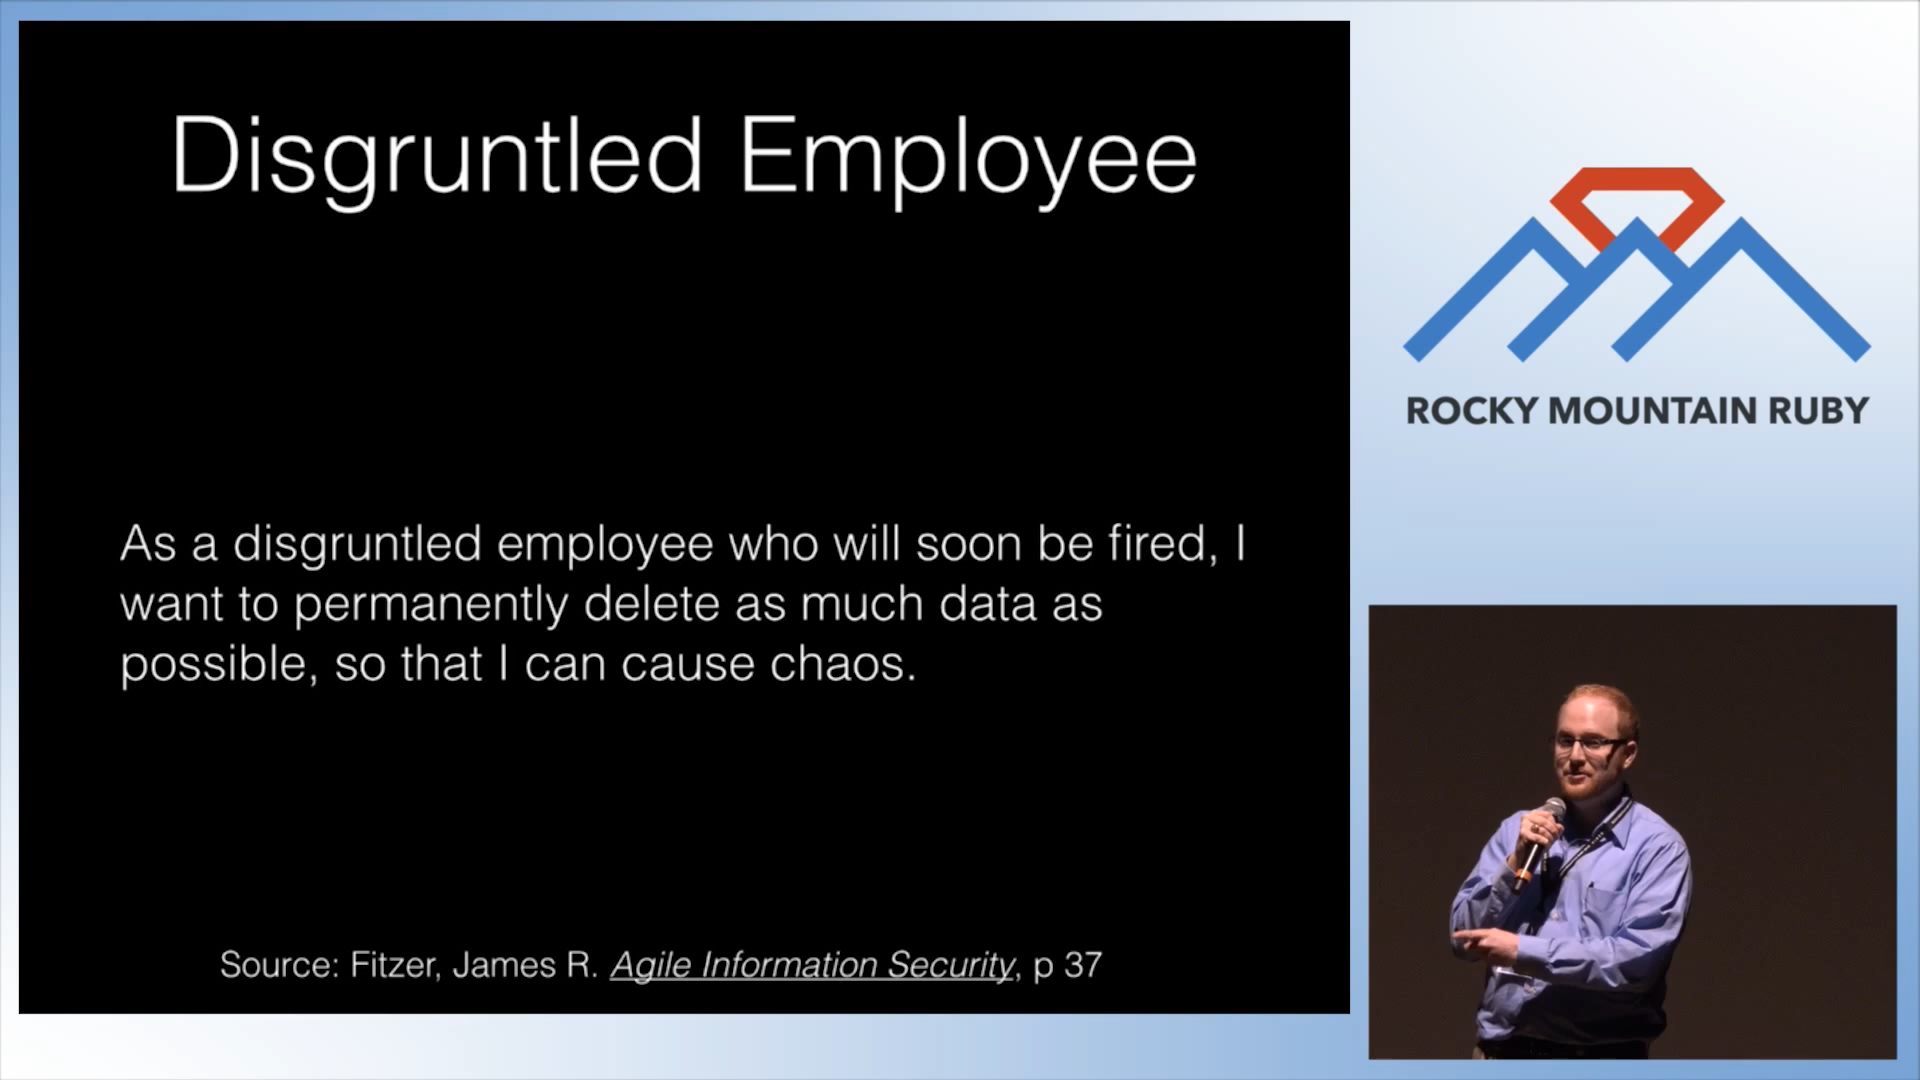 Disgruntled Employee
As a disgruntled employee who will soon be fired, I
want to permanently delete as much data as
possible, so that I can cause chaos.
Source: Fitzer, James R. Agile Information Security, p 37
ROCKY MOUNTAIN RUBY